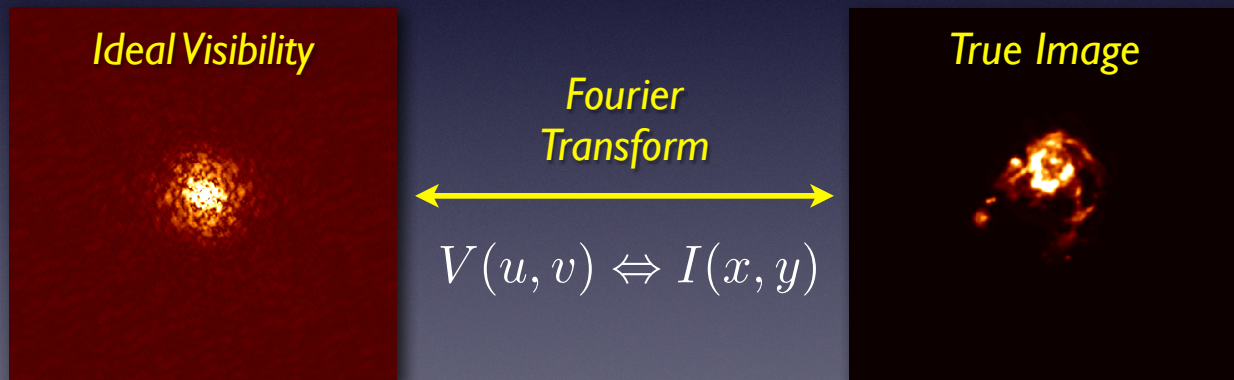 Ideal Visibility
Fourier
Transform
V(u, v) ⇔ I(x, y)
True Image